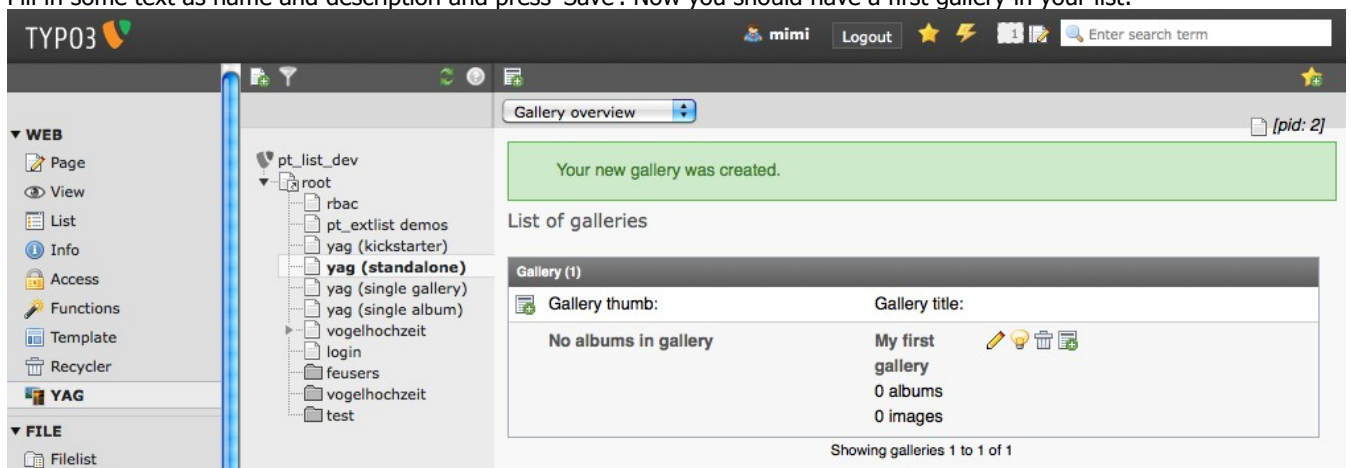 Fill in some text as name and description and press 'Save'. Now you should have a first gallery in your list:
TYPO3
mimi
Logout
1
Enter search term
Gallery overview
[pid: 2]
WEB
Page
View
List
Info
Access
Functions
Template
Recycler
YAG
FILE
Filelist
pt_list_dev
root
rbac
pt_extlist demos
yag (kickstarter)
yag (standalone)
yag (single gallery)
yag (single album)
vogelhochzeit
login
feusers
vogelhochzeit
test
Your new gallery was created.
List of galleries
Gallery (1)
Gallery thumb: Gallery title:
No albums in gallery
My first
gallery
0 albums
0 images
Showing galleries 1 to 1 of 1